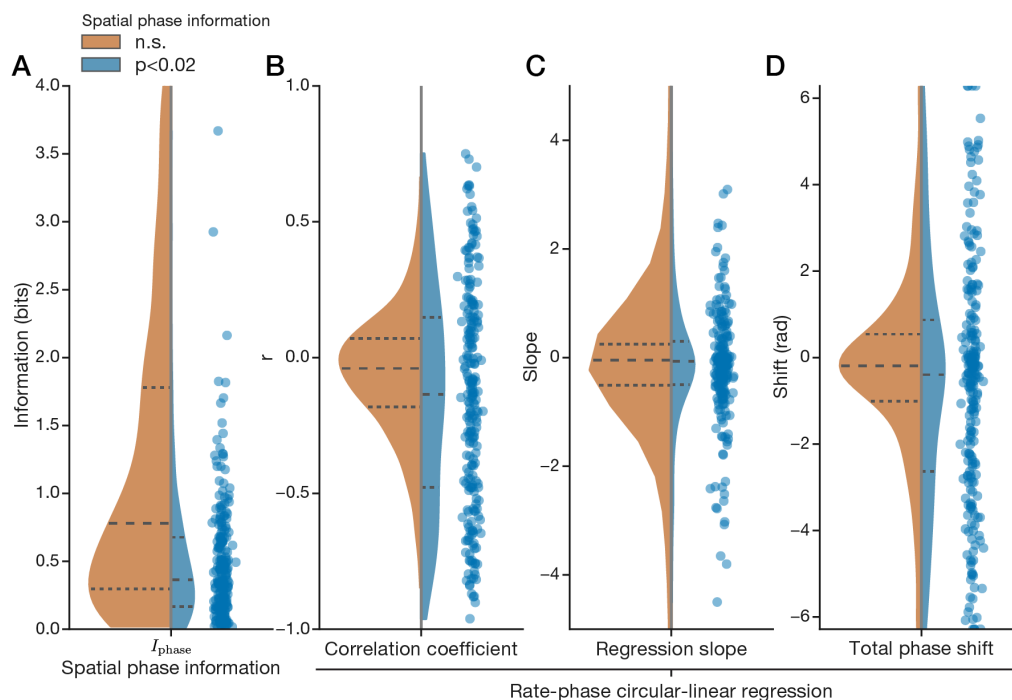 Spatial phase information
n.s.
p<0.02
A
B
C
D
4.0
3.5
3.0
2.5
2.0
1.5
1.0
0.5
0.0
Information (bits)
I phase
Spatial phase information
1.0
0.5
0.0
−0.5
−1.0
r
Correlation coefficient
4
2
0
−2
−4
Slope
Regression slope
6
4
2
0
−2
−4
−6
Shift (rad)
Total phase shift
Rate-phase circular-linear regression